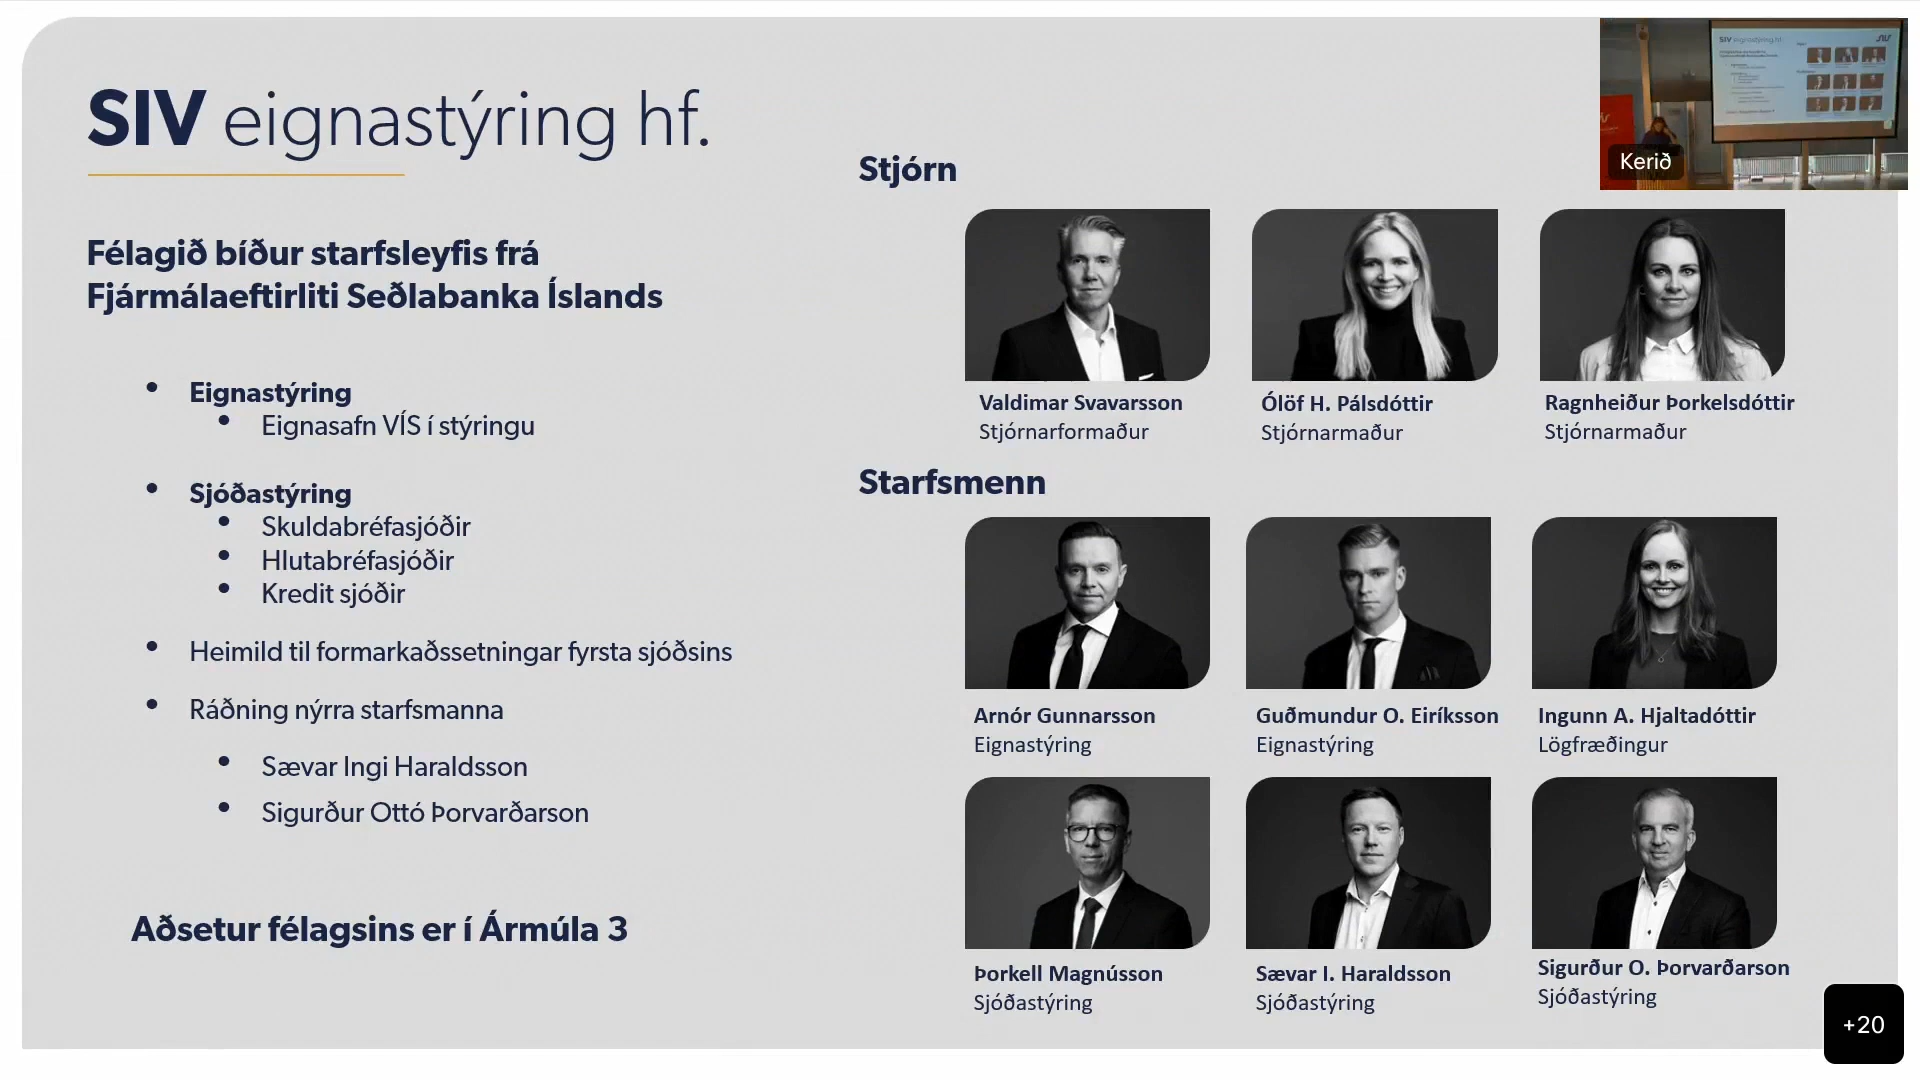 SIV eignastýring hf.
Félagið bíður starfsleyfis frá
Fjármálaeftirliti Seðlabanka Íslands
• Eignastýring
• Eignasafn VÍS í stýringu
• Sjóðastýring
• Skuldabréfasjóðir
• Hlutabréfasjóðir
• Kredit sjóðir
• Heimild til formarkaðssetningar fyrsta sjóðsins
• Ráðning nýrra starfsmanna
• Sævar Ingi Haraldsson
• Sigurður Ottó Þorvarðarson
Aðsetur félagsins er í Ármúla 3
Stjórn
Valdimar Svavarsson
Stjórnarformaður
Ólöf H. Pálsdóttir
Stjórnarmaður
Ragnheiður Þorkelsdóttir
Stjórnarmaður
Starfsmenn
Arnór Gunnarsson
Eignastýring
Guðmundur O. Eiríksson
Eignastýring
Ingunn A. Hjaltadóttir
Lögfræðingur
Þorkell Magnússon
Sjóðastýring
Sævar I. Haraldsson
Sjóðastýring
Sigurður O. Þorvarðarson
Sjóðastýring
SIV eignastýring hf.
Kerið
+20